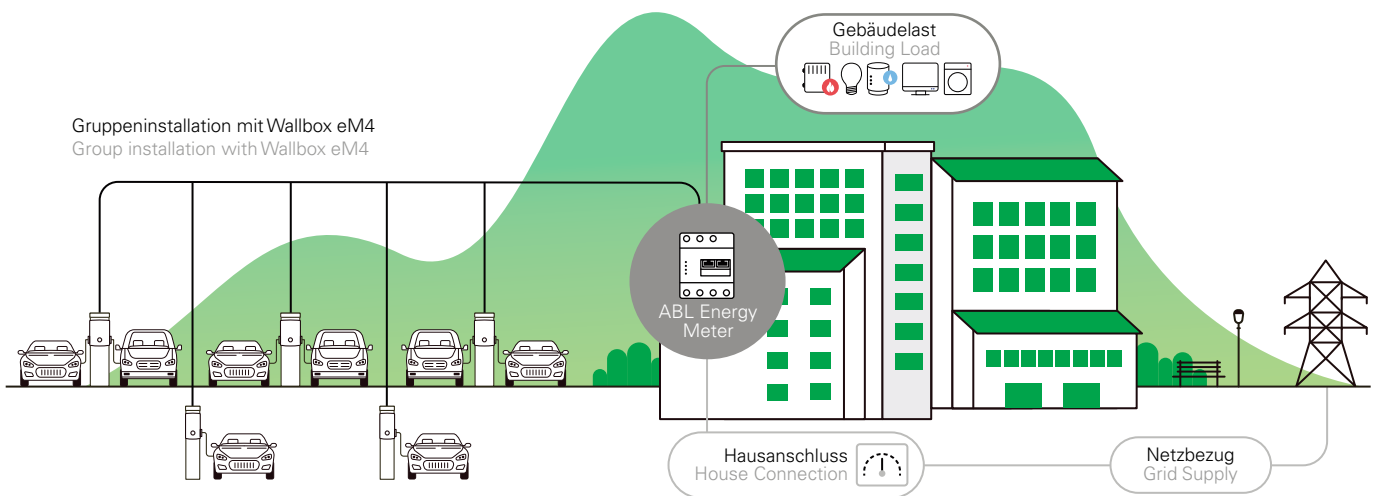 Gebäudelast
Building Load
Gruppeninstallation mit Wallbox eM4
Group installation with Wallbox eM4
ABL Energy
Meter
Hausanschluss
House Connection
Netzbezug
Grid Supply